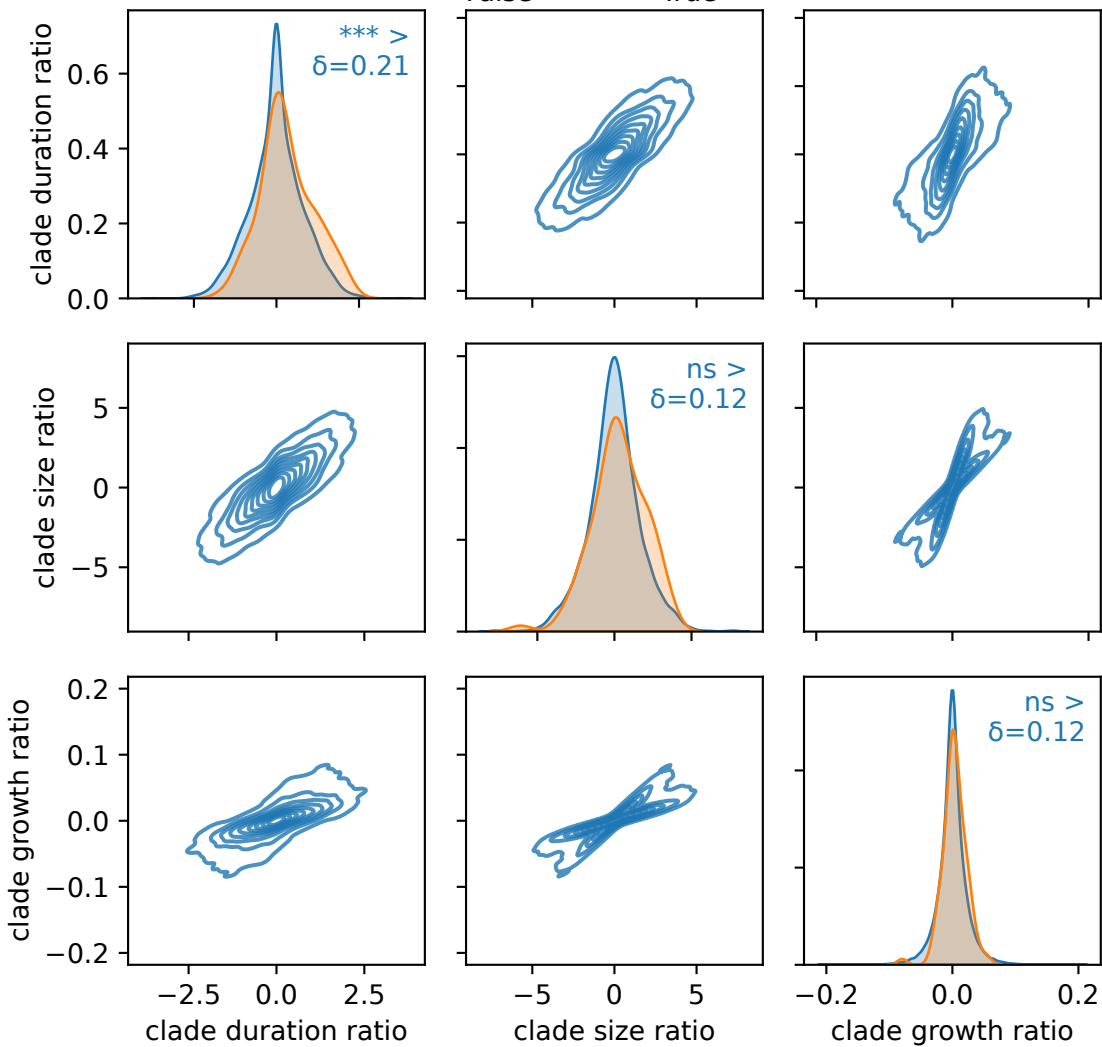 clade duration ratio
0.6
0.4
0.2
0.0
*** >
δ=0.21
clade size ratio
5
0
−5
ns >
δ=0.12
clade growth ratio
0.2
0.1
0.0
−0.1
−0.2
ns >
δ=0.12
−2.5 0.0 2.5
clade duration ratio
−5 0 5
clade size ratio
−0.2 0.0 0.2
clade growth ratio